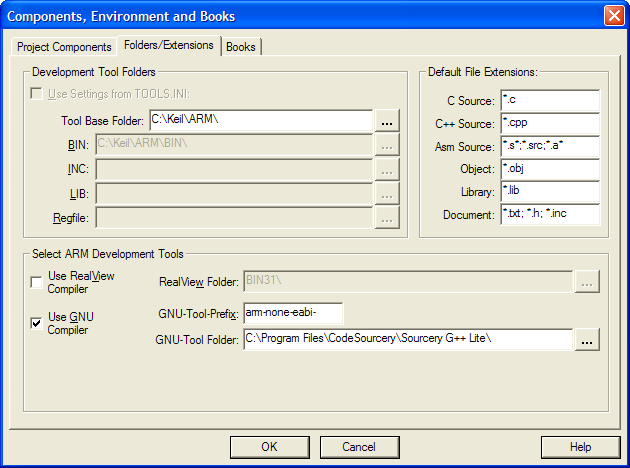 Components, Environment and Books
Project Components Folders/Extensions Books
Development Tool Folders
Use Settings from TOOLS.INI:
Tool Base Folder: C:\Keil\ARM\ ...
BIN: C:\Keil\ARM\BIN\ ...
INC: ...
LIB: ...
Regfile: ...
Default File Extensions:
C Source: *.c
C++ Source: *.cpp
Asm Source: *.s*;*.src;*.a*
Object: *.obj
Library: *.lib
Document: *.txt; *.h; *.inc
Select ARM Development Tools
Use RealView
Compiler
RealView Folder: BIN31\ ...
Use GNU
Compiler
GNU-Tool-Prefix: arm-none-eabi-
GNU-Tool Folder: C:\Program Files\CodeSourcery\Sourcery G++ Lite\ ...
OK Cancel Help